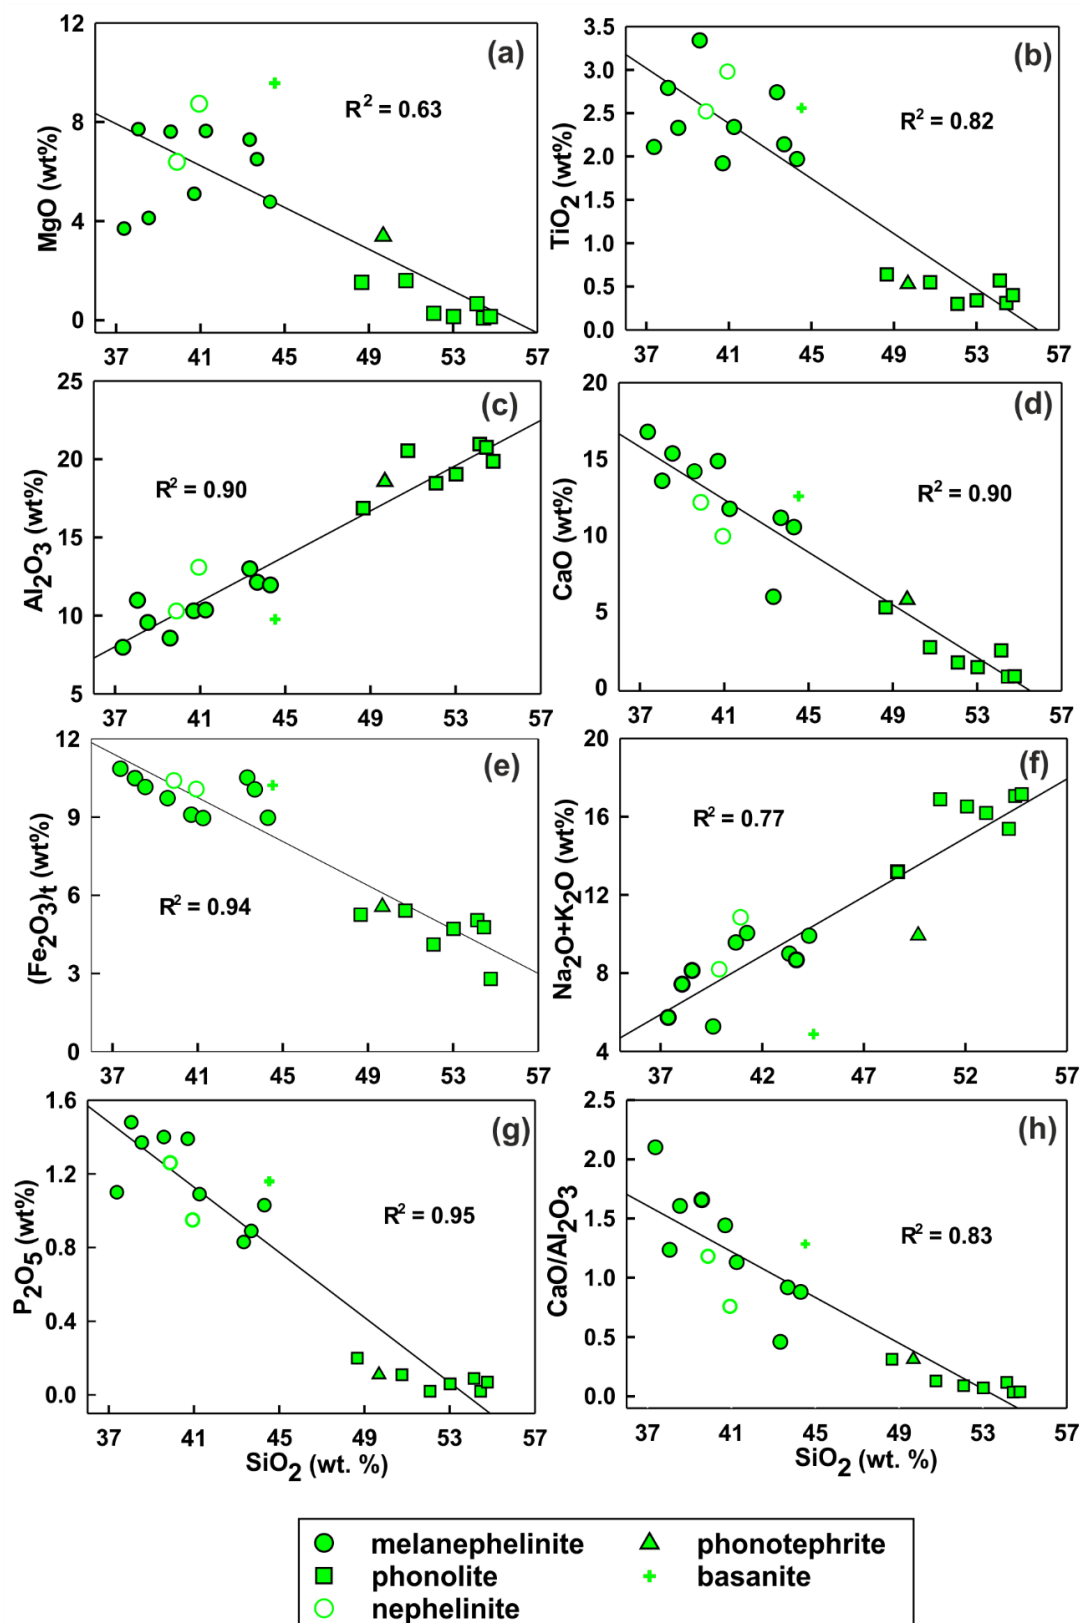 12
8
4
0
MgO (wt%)
(a)
R² = 0.63
37 41 45 49 53 57
3.5
3.0
2.5
2.0
1.5
1.0
0.5
0.0
TiO₂ (wt%)
(b)
R² = 0.82
37 41 45 49 53 57
25
20
15
10
5
Al₂O₃ (wt%)
(c)
R² = 0.90
37 41 45 49 53 57
20
15
10
5
0
CaO (wt%)
(d)
R² = 0.90
37 41 45 49 53 57
12
9
6
3
0
(Fe₂O₃)t (wt%)
(e)
R² = 0.94
37 41 45 49 53 57
20
16
12
8
4
Na₂O+K₂O (wt%)
(f)
R² = 0.77
37 42 47 52 57
1.6
1.2
0.8
0.4
0.0
P₂O₅ (wt%)
(g)
R² = 0.95
37 41 45 49 53 57
SiO₂ (wt. %)
2.5
2.0
1.5
1.0
0.5
0.0
CaO/Al₂O₃
(h)
R² = 0.83
37 41 45 49 53 57
SiO₂ (wt. %)
melanephelinite
phonolite
nephelinite
phonotephrite
basanite